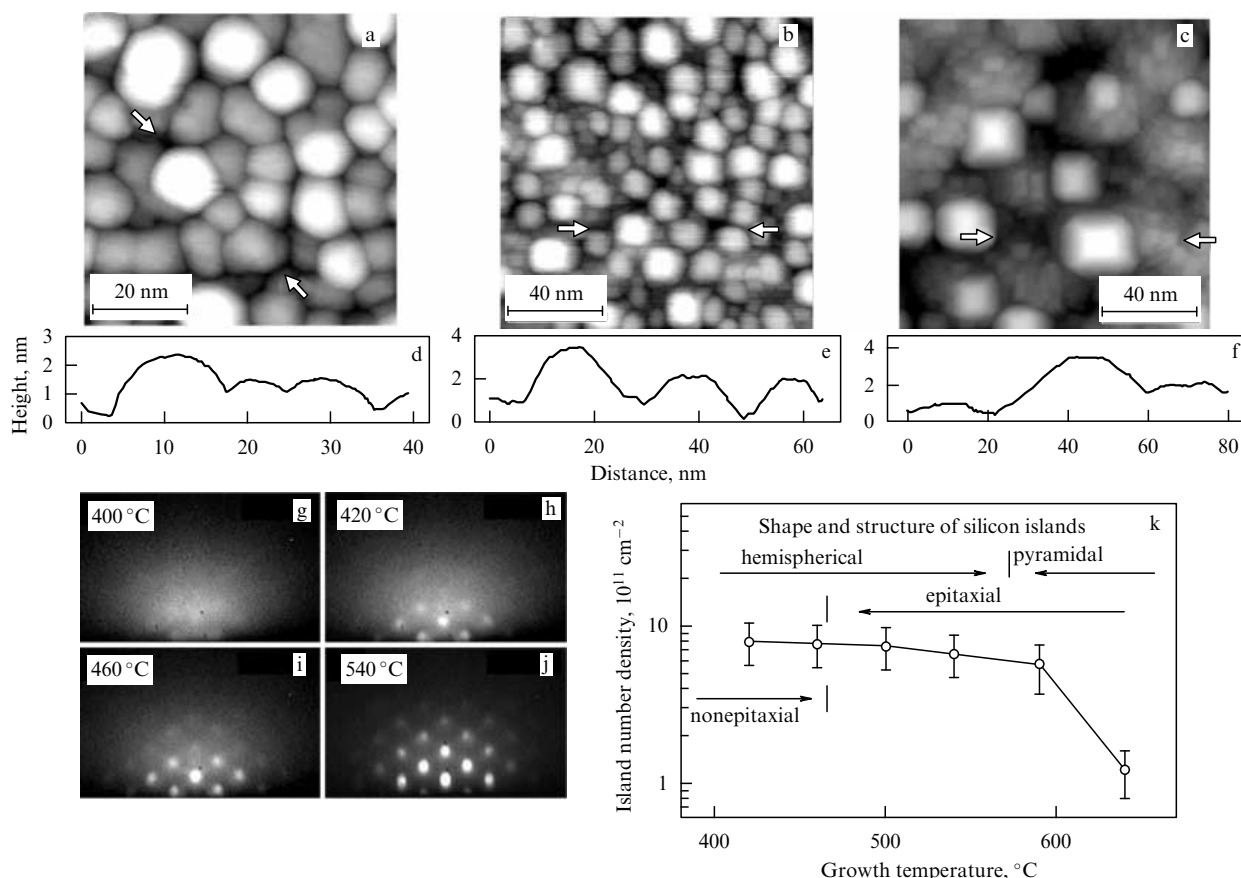 a
b
c
20 nm
40 nm
40 nm
Height, nm
3
2
1
0
d
0
10
20
30
40
4
2
0
e
0
20
40
60
4
2
0
f
0
20
40
60
80
Distance, nm
400 °C
g
420 °C
h
460 °C
i
540 °C
j
k
Shape and structure of silicon islands
hemispherical
pyramidal
epitaxial
nonepitaxial
Island number density, 10¹¹ cm⁻²
10
1
400
500
600
Growth temperature, °C